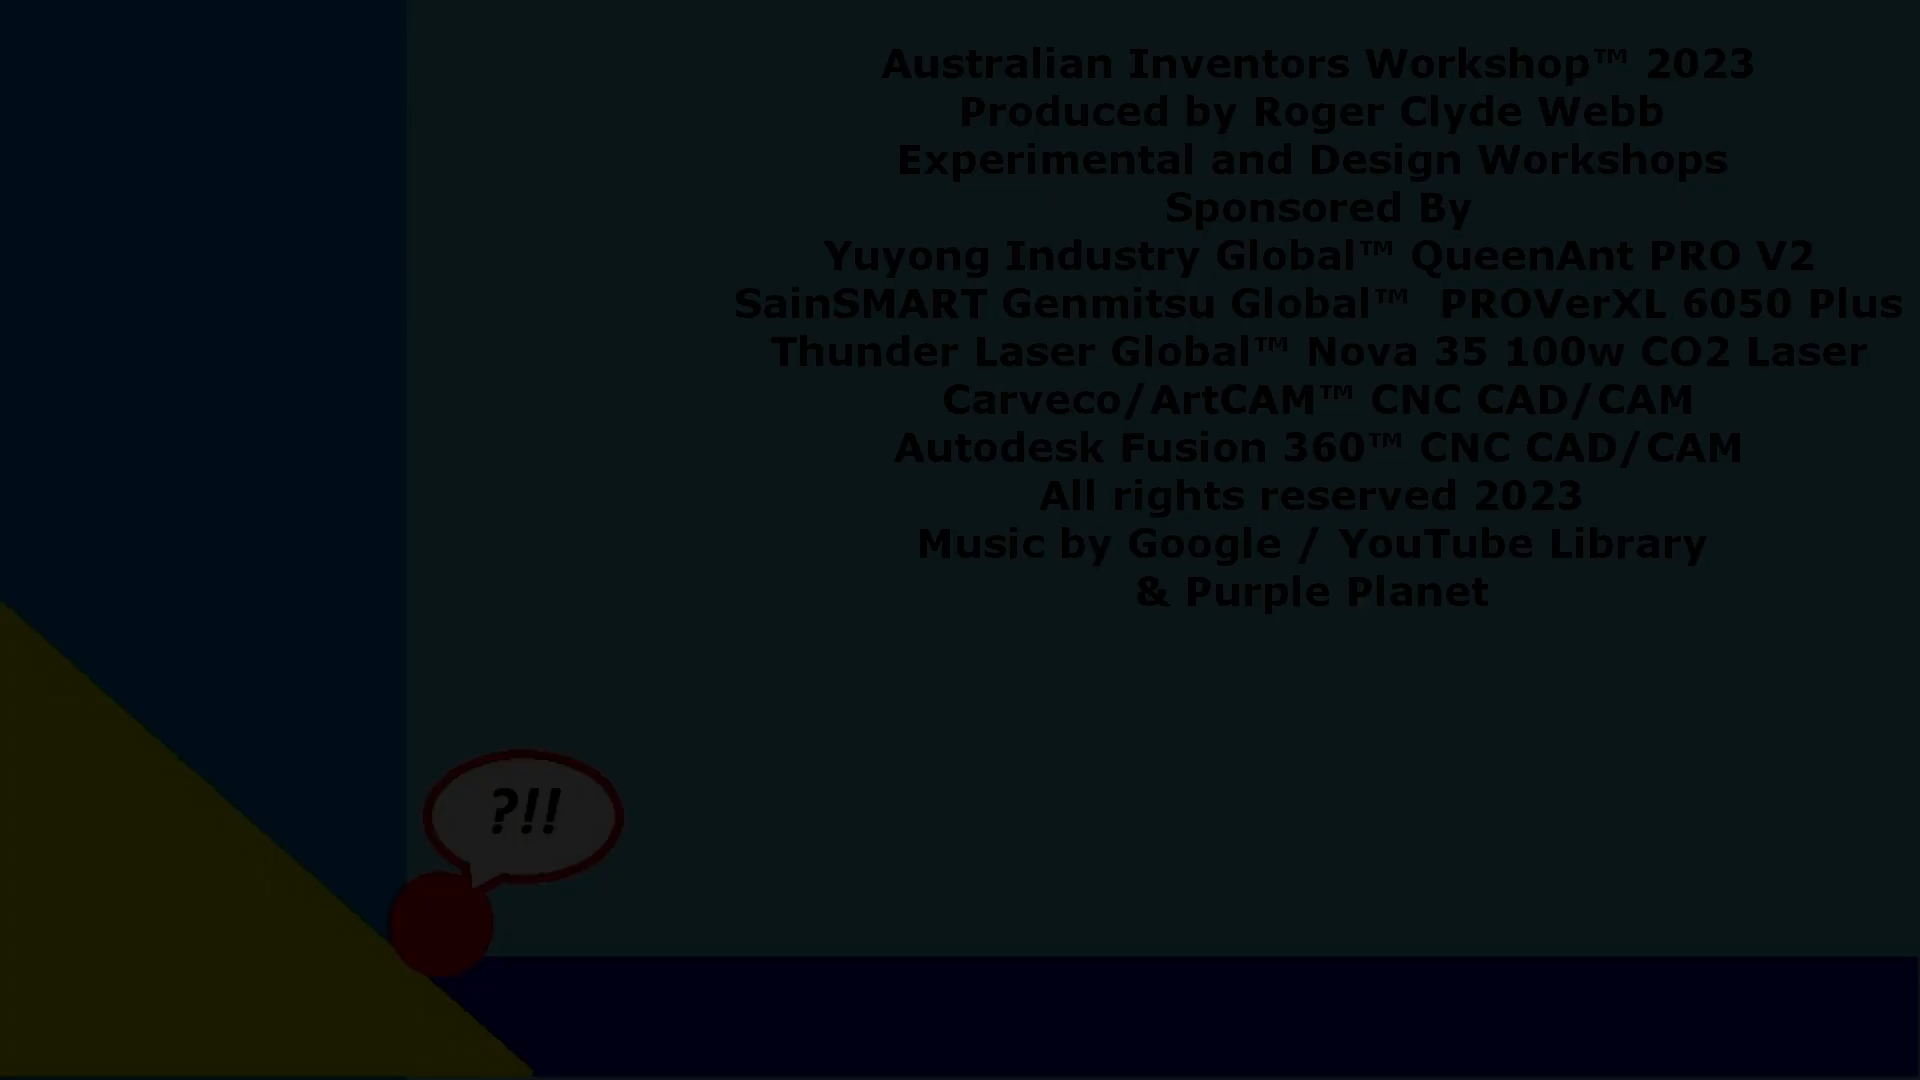 Australian Inventors Workshop™ 2023
Produced by Roger Clyde Webb
Experimental and Design Workshops
Sponsored By
Yuyong Industry Global™ QueenAnt PRO V2
SainSMART Genmitsu Global™ PROVerXL 6050 Plus
Thunder Laser Global™ Nova 35 100w CO2 Laser
Carveco/ArtCAM™ CNC CAD/CAM
Autodesk Fusion 360™ CNC CAD/CAM
All rights reserved 2023
Music by Google / YouTube Library
& Purple Planet
?!!